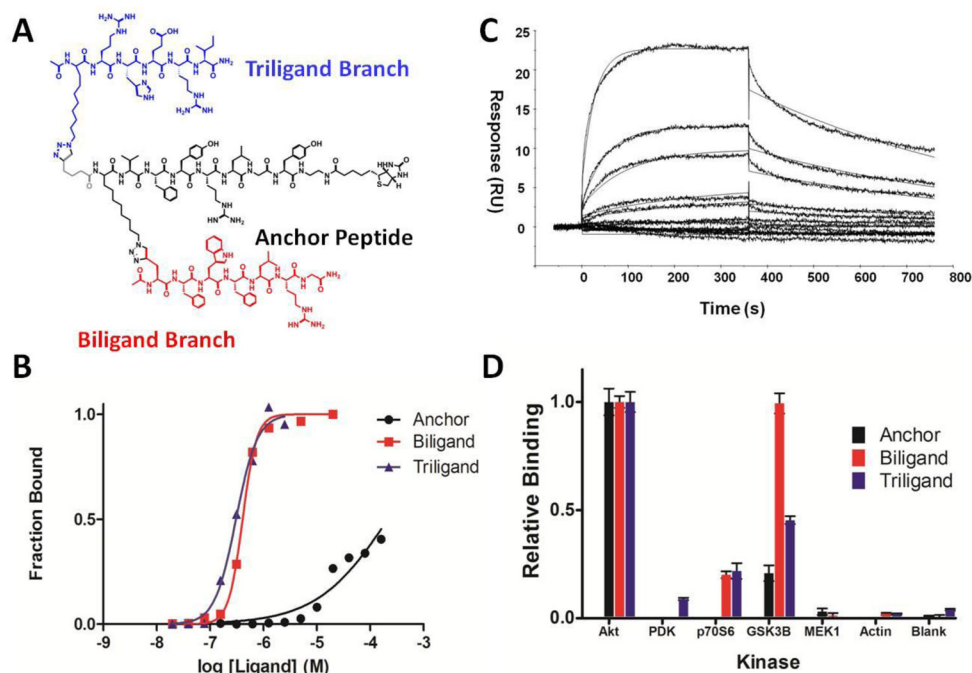 A
Triligand Branch
Anchor Peptide
Biligand Branch
B
1.0
0.5
0.0
Fraction Bound
-9
-8
-7
-6
-5
-4
-3
log [Ligand] (M)
Anchor
Biligand
Triligand
C
25
20
15
10
5
0
Response (RU)
0
100
200
300
400
500
600
700
800
Time (s)
D
1.0
0.5
0.0
Relative Binding
Anchor
Biligand
Triligand
Akt
PDK
p70S6
GSK3B
MEK1
Actin
Blank
Kinase